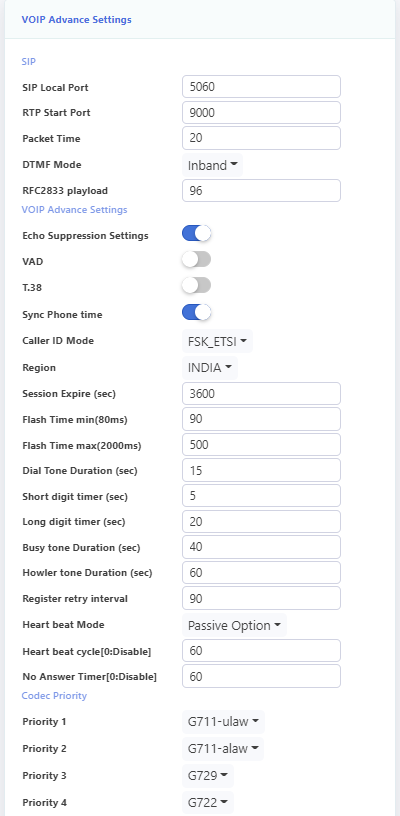 VOIP Advance Settings
SIP
SIP Local Port 5060
RTP Start Port 9000
Packet Time 20
DTMF Mode Inband
RFC2833 playload 96
VOIP Advance Settings
Echo Suppression Settings
VAD
T.38
Sync Phone time
Caller ID Mode FSK_ETSI
Region INDIA
Session Expire (sec) 3600
Flash Time min(80ms) 90
Flash Time max(2000ms) 500
Dial Tone Duration (sec) 15
Short digit timer (sec) 5
Long digit timer (sec) 20
Busy tone Duration (sec) 40
Howler tone Duration (sec) 60
Register retry interval 90
Heart beat Mode Passive Option
Heart beat cycle[0:Disable] 60
No Answer Timer[0:Disable] 60
Codec Priority
Priority 1 G711-ulaw
Priority 2 G711-alaw
Priority 3 G729
Priority 4 G722